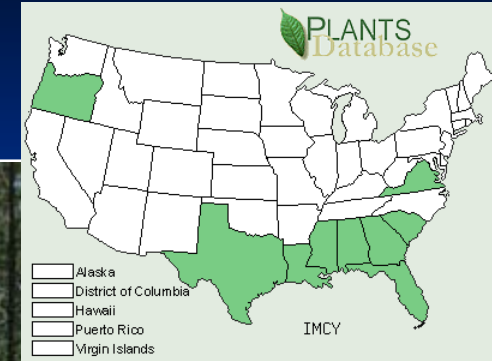 PLANTS
Database
Alaska
District of Columbia
Hawaii
Puerto Rico
Virgin Islands
IMCY